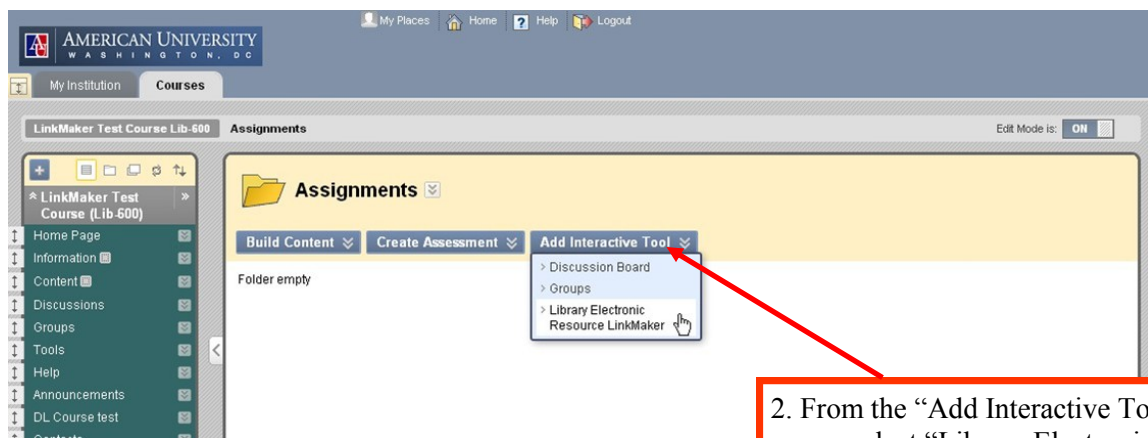 My Places Home Help Logout
AMERICAN UNIVERSITY
WASHINGTON, DC
My Institution Courses
LinkMaker Test Course Lib-600 Assignments Edit Mode is: ON
LinkMaker Test
Course (Lib-600)
Home Page
Information
Content
Discussions
Groups
Tools
Help
Announcements
DL Course test
Assignments
Build Content Create Assessment Add Interactive Tool
Folder empty
> Discussion Board
> Groups
> Library Electronic
Resource LinkMaker
2. From the “Add Interactive To